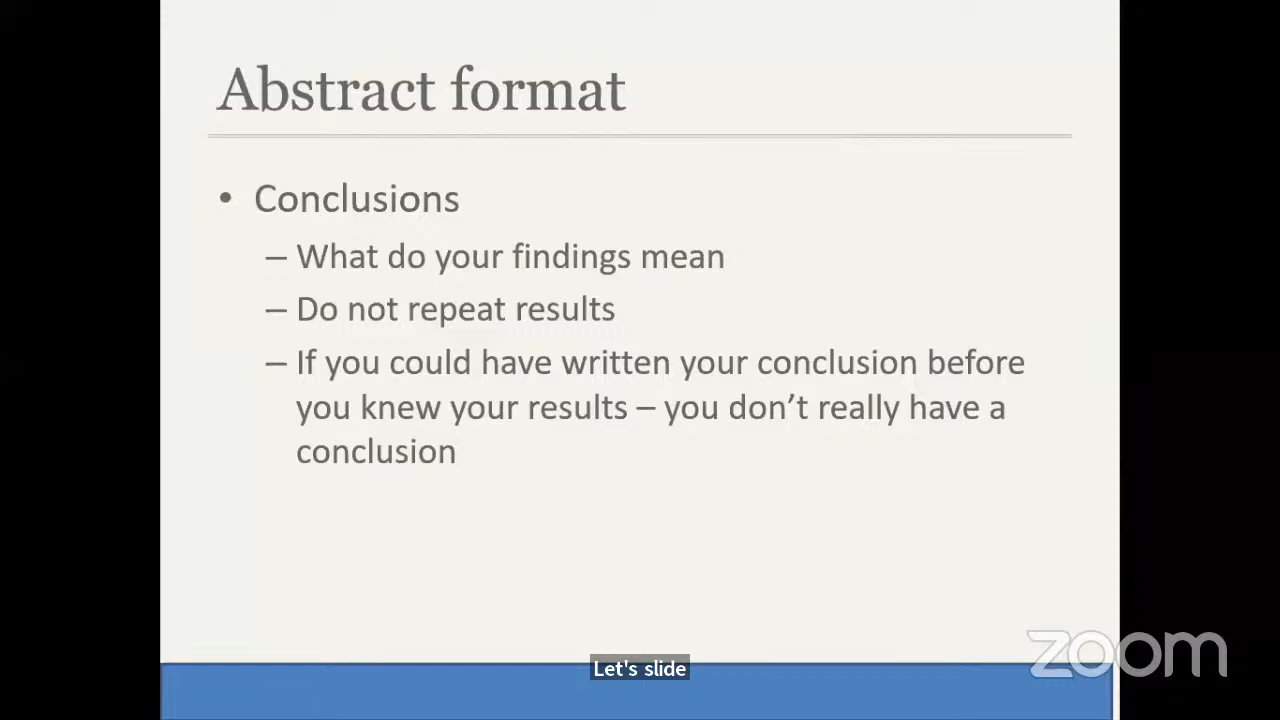 Abstract format
• Conclusions
– What do your findings mean
– Do not repeat results
– If you could have written your conclusion before
you knew your results – you don’t really have a
conclusion
zoom
Let's slide